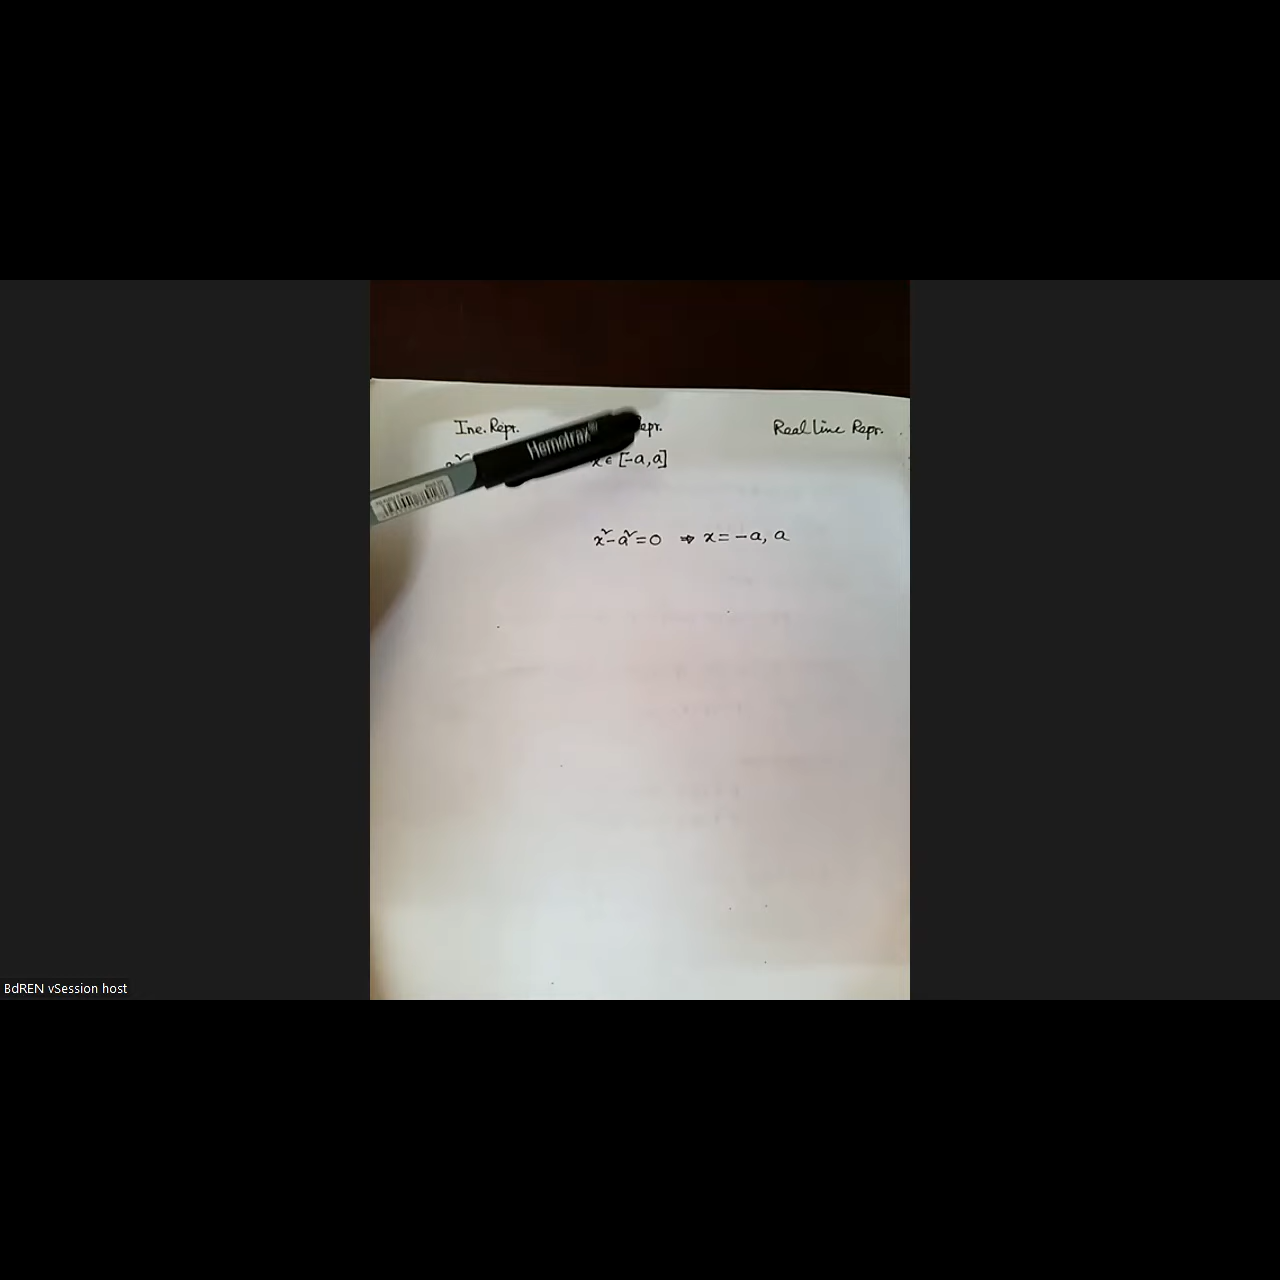 Ine. Repr. epr. Real Line Repr.
x ∈ [-a, a]
x²-a²=0 ⇒ x = -a, a
Hemotrax
BdREN vSession host